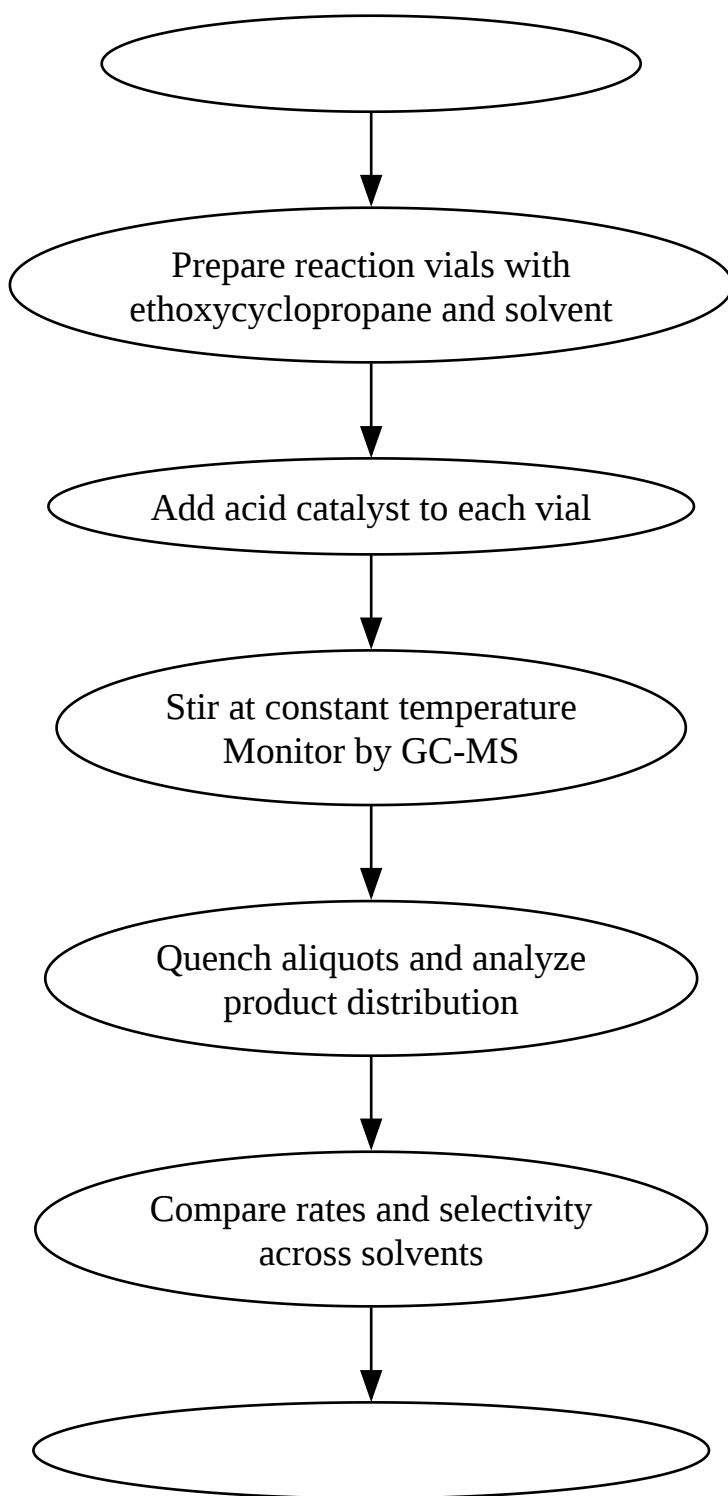 Prepare reaction vials with
ethoxycyclopropane and solvent
Add acid catalyst to each vial
Stir at constant temperature
Monitor by GC-MS
Quench aliquots and analyze
product distribution
Compare rates and selectivity
across solvents